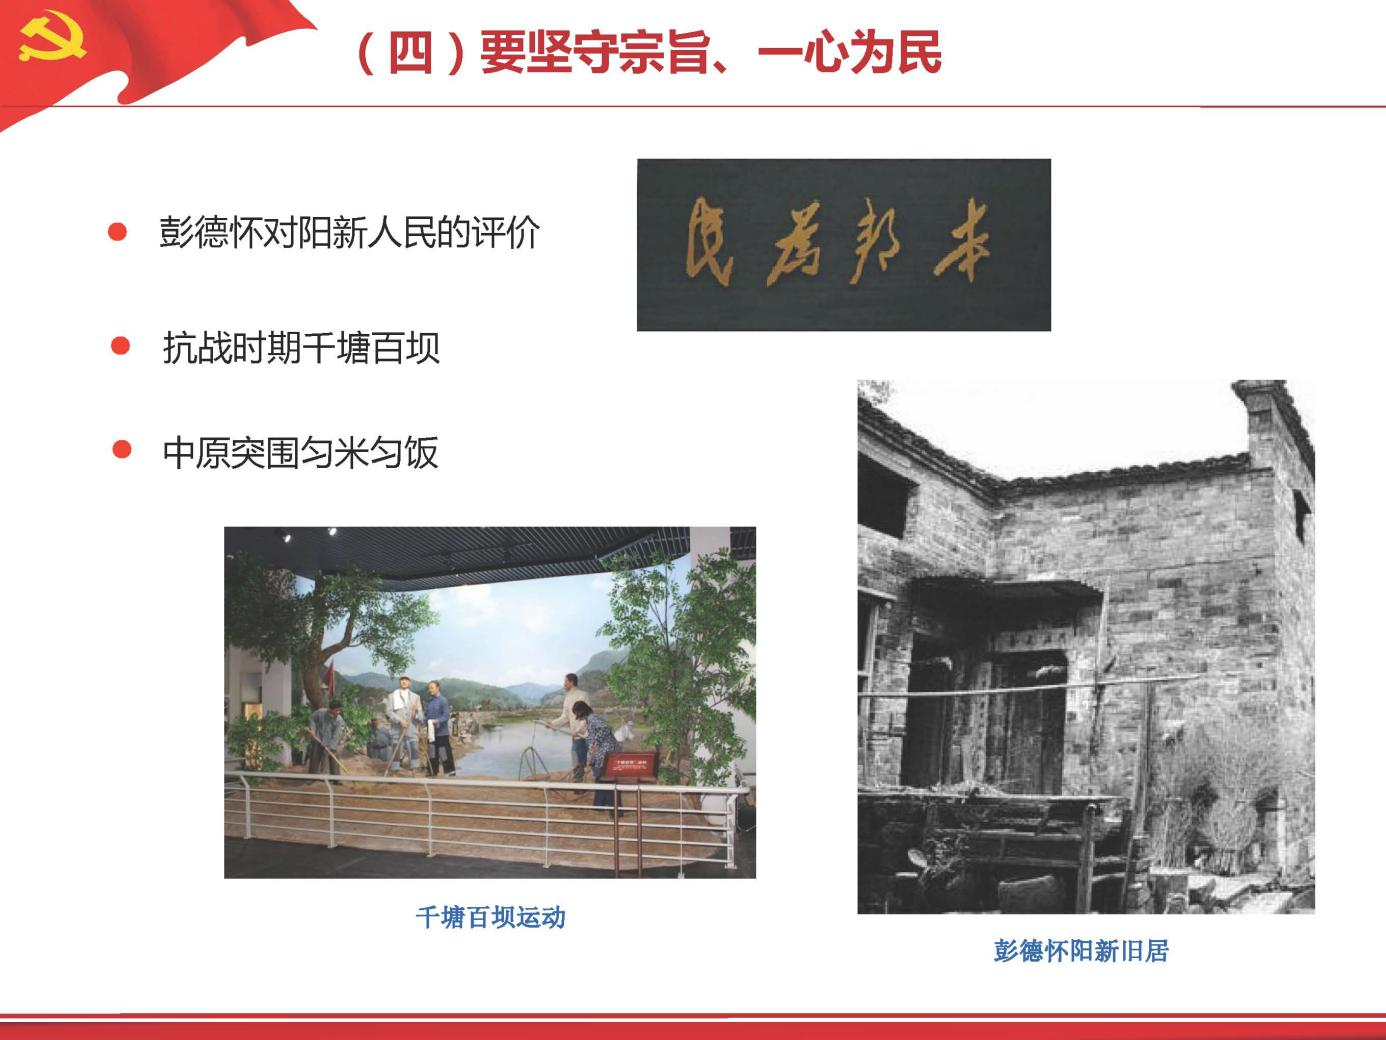 （四）要坚守宗旨、一心为民
民为邦本
彭德怀对阳新人民的评价
抗战时期千塘百坝
中原突围匀米匀饭
千塘百坝运动
彭德怀阳新旧居